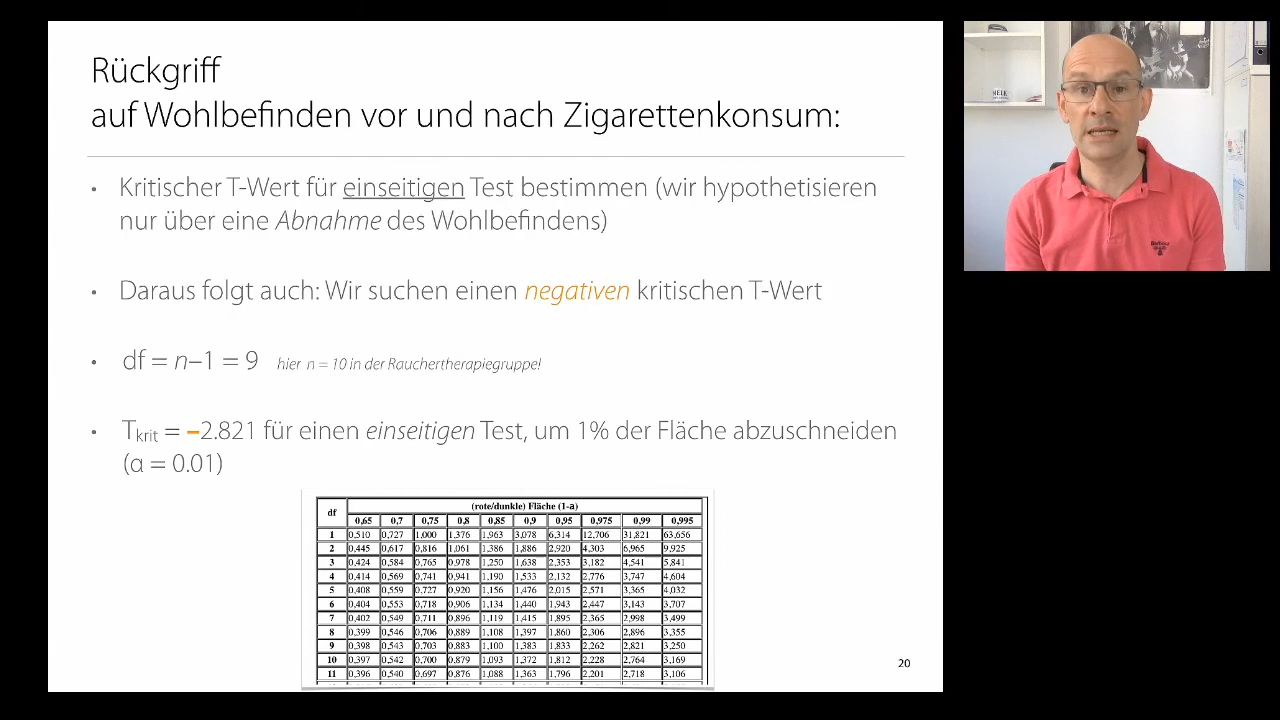 Rückgriff
auf Wohlbefinden vor und nach Zigarettenkonsum:
• Kritischer T-Wert für einseitigen Test bestimmen (wir hypothetisieren
nur über eine Abnahme des Wohlbefindens)
• Daraus folgt auch: Wir suchen einen negativen kritischen T-Wert
• df = n–1 = 9 hier n = 10 in der Rauchertherapiegruppe!
• Tkrit = –2.821 für einen einseitigen Test, um 1% der Fläche abzuschneiden
(α = 0.01)
df (rote/dunkle) Fläche (1-α)
0,65 0,7 0,75 0,8 0,85 0,9 0,95 0,975 0,99 0,995
1 0,510 0,727 1,000 1,376 1,963 3,078 6,314 12,706 31,821 63,656
2 0,445 0,617 0,816 1,061 1,386 1,886 2,920 4,303 6,965 9,925
3 0,424 0,584 0,765 0,978 1,250 1,638 2,353 3,182 4,541 5,841
4 0,414 0,569 0,741 0,941 1,190 1,533 2,132 2,776 3,747 4,604
5 0,408 0,559 0,727 0,920 1,156 1,476 2,015 2,571 3,365 4,032
6 0,404 0,553 0,718 0,906 1,134 1,440 1,943 2,447 3,143 3,707
7 0,402 0,549 0,711 0,896 1,119 1,415 1,895 2,365 2,998 3,499
8 0,399 0,546 0,706 0,889 1,108 1,397 1,860 2,306 2,896 3,355
9 0,398 0,543 0,703 0,883 1,100 1,383 1,833 2,262 2,821 3,250
10 0,397 0,542 0,700 0,879 1,093 1,372 1,812 2,228 2,764 3,169
11 0,396 0,540 0,697 0,876 1,088 1,363 1,796 2,201 2,718 3,106
20
Barbour